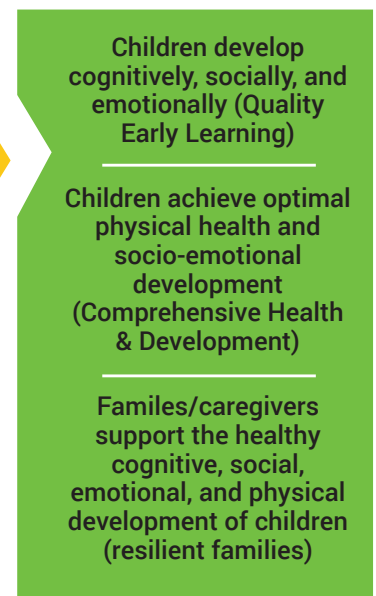 Children develop
cognitively, socially, and
emotionally (Quality
Early Learning)
Children achieve optimal
physical health and
socio-emotional
development
(Comprehensive Health
& Development)
Familes/caregivers
support the healthy
cognitive, social,
emotional, and physical
development of children
(resilient families)